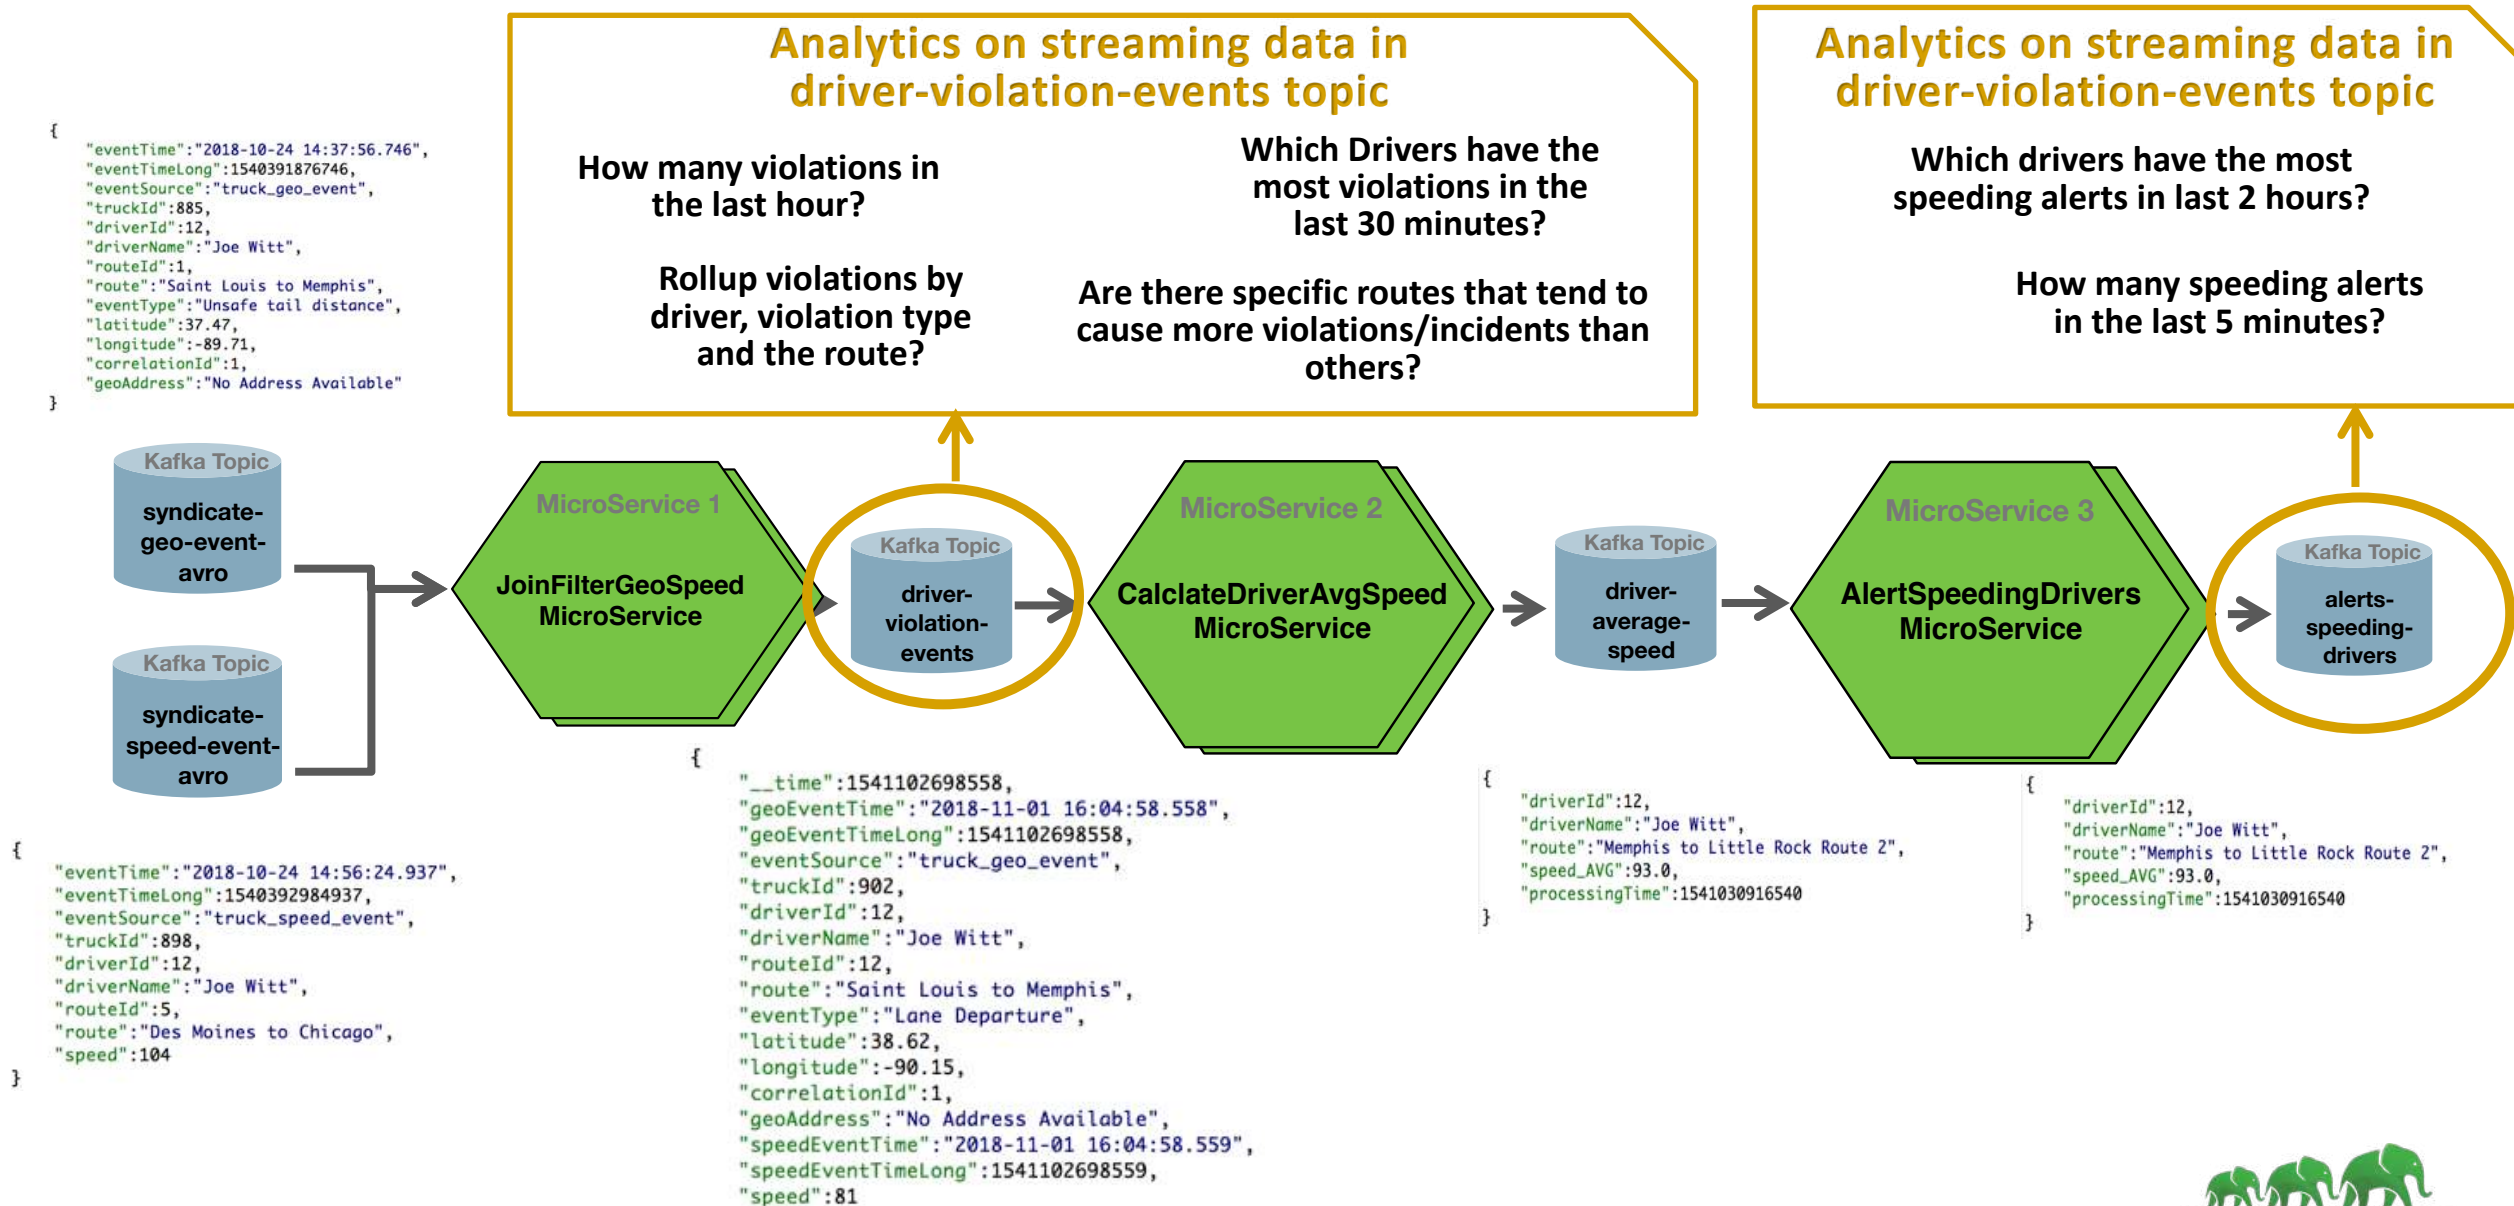 Analytics on streaming data in
driver-violation-events topic
How many violations in
the last hour?
Which Drivers have the
most violations in the
last 30 minutes?
Rollup violations by
driver, violation type
and the route?
Are there specific routes that tend to
cause more violations/incidents than
others?
Analytics on streaming data in
driver-violation-events topic
Which drivers have the most
speeding alerts in last 2 hours?
How many speeding alerts
in the last 5 minutes?
{
"eventTime":"2018-10-24 14:37:56.746",
"eventTimeLong":1540391876746,
"eventSource":"truck_geo_event",
"truckId":885,
"driverId":12,
"driverName":"Joe Witt",
"routeId":1,
"route":"Saint Louis to Memphis",
"eventType":"Unsafe tail distance",
"latitude":37.47,
"longitude":-89.71,
"correlationId":1,
"geoAddress":"No Address Available"
}
Kafka Topic
syndicate-
geo-event-
avro
Kafka Topic
syndicate-
speed-event-
avro
MicroService 1
JoinFilterGeoSpeed
MicroService
Kafka Topic
driver-
violation-
events
MicroService 2
CalclateDriverAvgSpeed
MicroService
Kafka Topic
driver-
average-
speed
MicroService 3
AlertSpeedingDrivers
MicroService
Kafka Topic
alerts-
speeding-
drivers
{
"eventTime":"2018-10-24 14:56:24.937",
"eventTimeLong":1540392984937,
"eventSource":"truck_speed_event",
"truckId":898,
"driverId":12,
"driverName":"Joe Witt",
"routeId":5,
"route":"Des Moines to Chicago",
"speed":104
}
{
"__time":1541102698558,
"geoEventTime":"2018-11-01 16:04:58.558",
"geoEventTimeLong":1541102698558,
"eventSource":"truck_geo_event",
"truckId":902,
"driverId":12,
"driverName":"Joe Witt",
"routeId":12,
"route":"Saint Louis to Memphis",
"eventType":"Lane Departure",
"latitude":38.62,
"longitude":-90.15,
"correlationId":1,
"geoAddress":"No Address Available",
"speedEventTime":"2018-11-01 16:04:58.559",
"speedEventTimeLong":1541102698559,
"speed":81
{
"driverId":12,
"driverName":"Joe Witt",
"route":"Memphis to Little Rock Route 2",
"speed_AVG":93.0,
"processingTime":1541030916540
}
{
"driverId":12,
"driverName":"Joe Witt",
"route":"Memphis to Little Rock Route 2",
"speed_AVG":93.0,
"processingTime":1541030916540
}